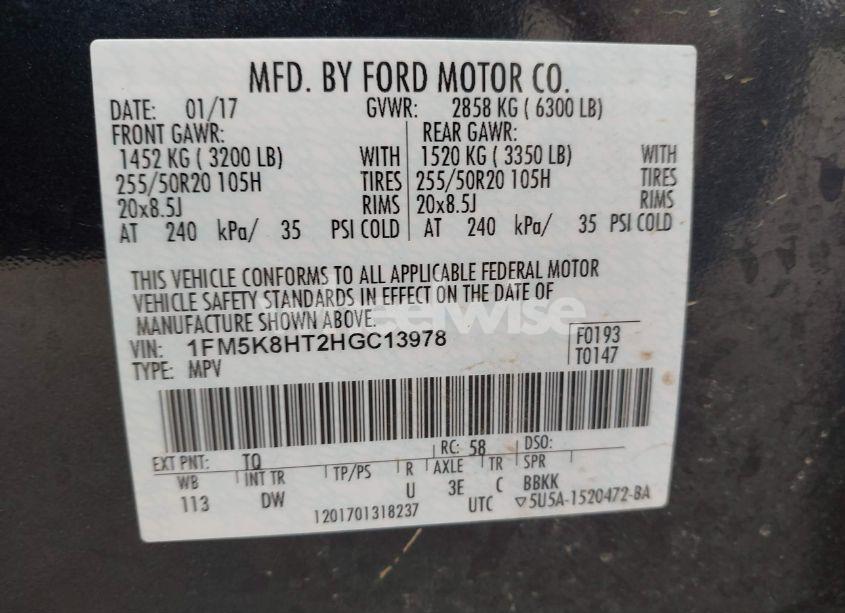 MFD. BY FORD MOTOR CO.
DATE: 01/17 GVWR: 2858 KG ( 6300 LB)
FRONT GAWR: REAR GAWR:
1452 KG ( 3200 LB) WITH 1520 KG ( 3350 LB) WITH
255/50R20 105H TIRES 255/50R20 105H TIRES
20x8.5J RIMS 20x8.5J RIMS
AT 240 kPa/ 35 PSI COLD AT 240 kPa/ 35 PSI COLD
THIS VEHICLE CONFORMS TO ALL APPLICABLE FEDERAL MOTOR
VEHICLE SAFETY STANDARDS IN EFFECT ON THE DATE OF
MANUFACTURE SHOWN ABOVE.
VIN: 1FM5K8HT2HGC13978 F0193
TYPE: MPV T0147
EXT PNT: TQ RC: 58 DSO:
WB INT TR TP/PS R AXLE TR SPR
113 DW U 3E C BBKK
1201701318237 UTC ▽5U5A-1520472-BA